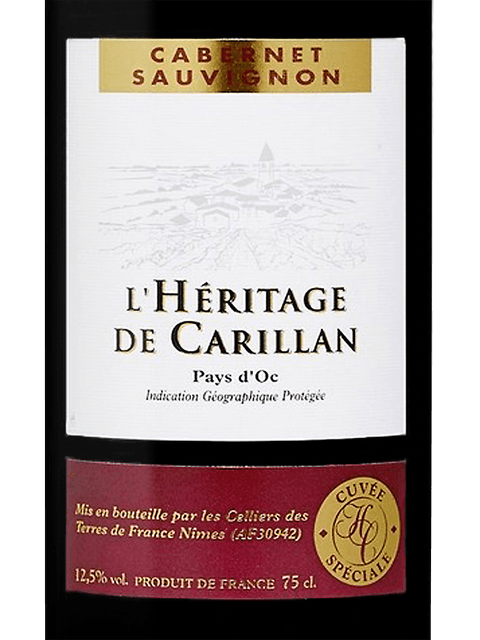 CABERNET
SAUVIGNON
L'HÉRITAGE
DE CARILLAN
Pays d'Oc
Indication Géographique Protégée
Mis en bouteille par les Celliers des
Terres de France Nîmes (AF30942)
12,5% vol. PRODUIT DE FRANCE 75 cl.
CUVÉE
HC
SPÉCIALE